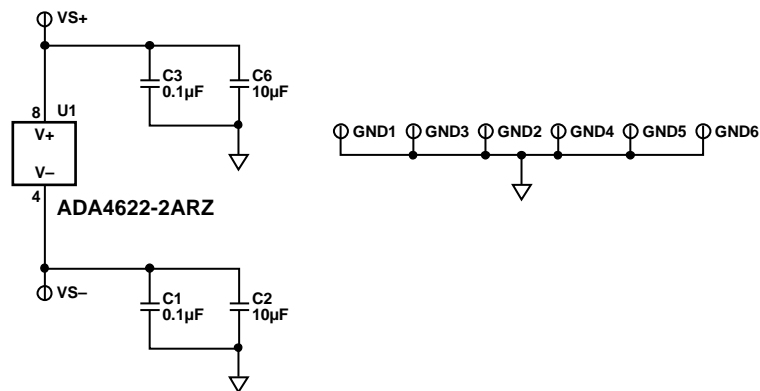 VS+
C3
0.1µF
C6
10µF
8
U1
V+
V–
4
ADA4622-2ARZ
GND1
GND3
GND2
GND4
GND5
GND6
VS–
C1
0.1µF
C2
10µF